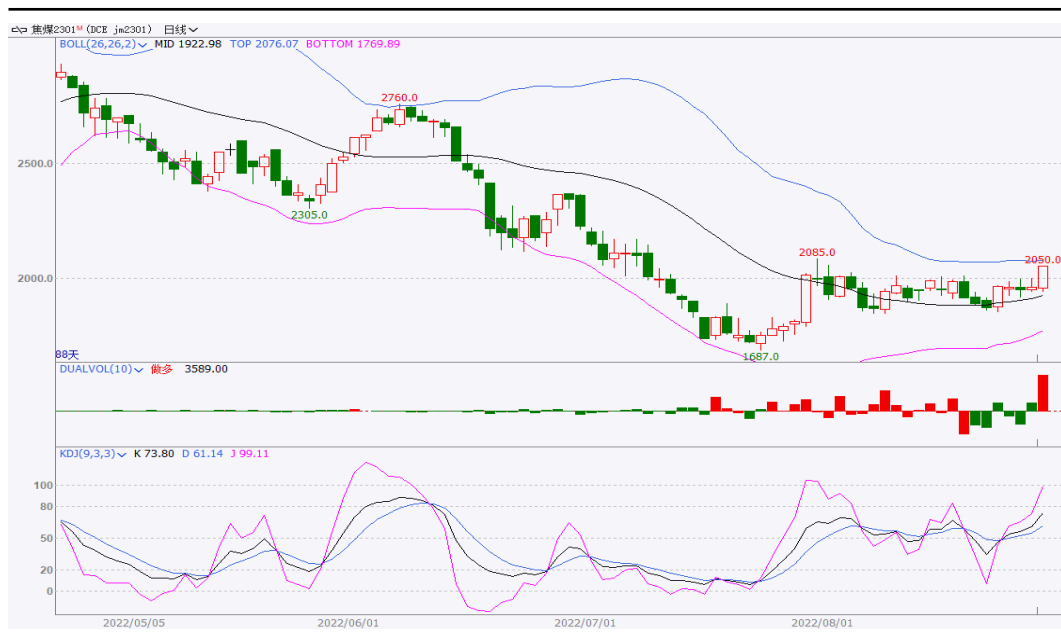 焦煤2301ᴹ (DCE jm2301) 日线
BOLL(26,26,2) MID 1922.98 TOP 2076.07 BOTTOM 1769.89
2760.0
2500.0
2305.0
2085.0
2050.0
2000.0
1687.0
88天
DUALVOL(10) 做多 3589.00
KDJ(9,3,3) K 73.80 D 61.14 J 99.11
100
80
50
20
0
2022/05/05 2022/06/01 2022/07/01 2022/08/01